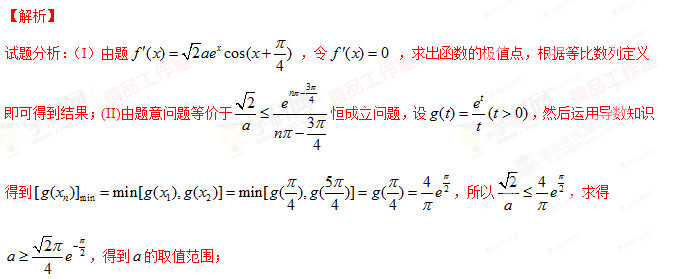 【解析】
试题分析：（I）由题 f′(x)=√2ae^x cos(x+π/4) ，令 f′(x)=0 ，求出函数的极值点，根据等比数列定义
即可得到结果；(II)由题意问题等价于 √2/a ≤ e^(nπ-3π/4)/(nπ-3π/4) 恒成立问题，设 g(t)=e^t/t (t>0)，然后运用导数知识
得到 [g(x_n)]_min=min[g(x_1),g(x_2)]=min[g(π/4),g(5π/4)]=g(π/4)=4/π e^(π/2)，所以 √2/a ≤ 4/π e^(π/2)，求得
a≥√2π/4 e^(-π/2)，得到 a 的取值范围；